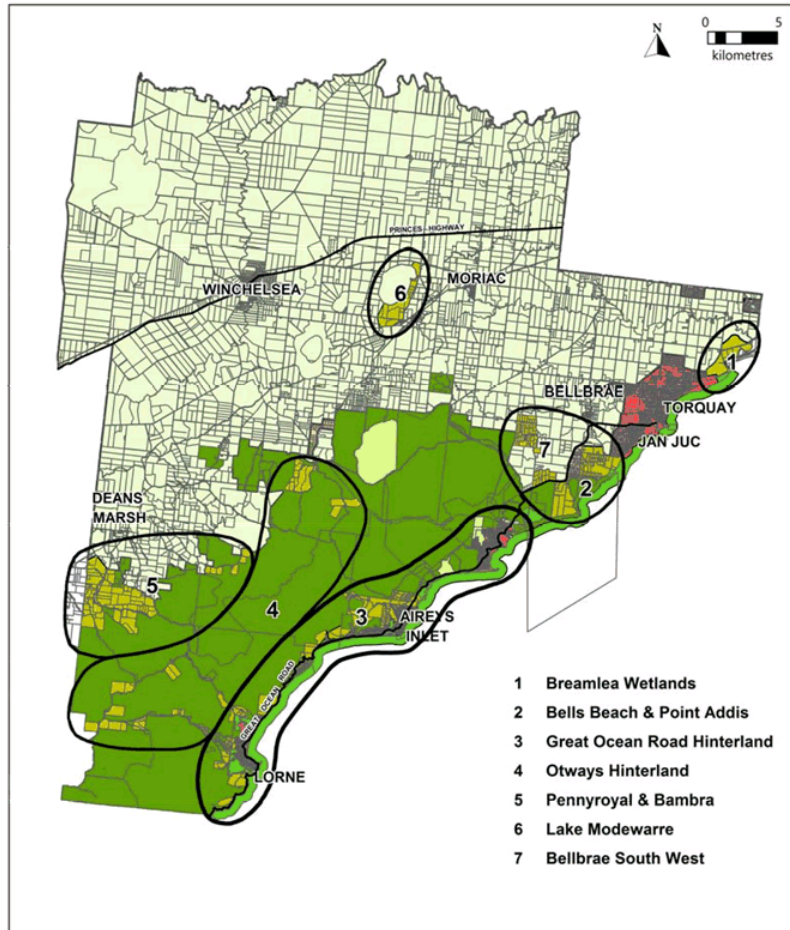 0 5
N
kilometres
PRINCES HIGHWAY
WINCHELSEA
MORIAC
6
1
BELLBRAE
TORQUAY
JAN JUC
7
2
DEANS
MARSH
5
4
3
AIREYS
INLET
GREAT OCEAN ROAD
LORNE
1 Breamlea Wetlands
2 Bells Beach & Point Addis
3 Great Ocean Road Hinterland
4 Otways Hinterland
5 Pennyroyal & Bambra
6 Lake Modewarre
7 Bellbrae South West